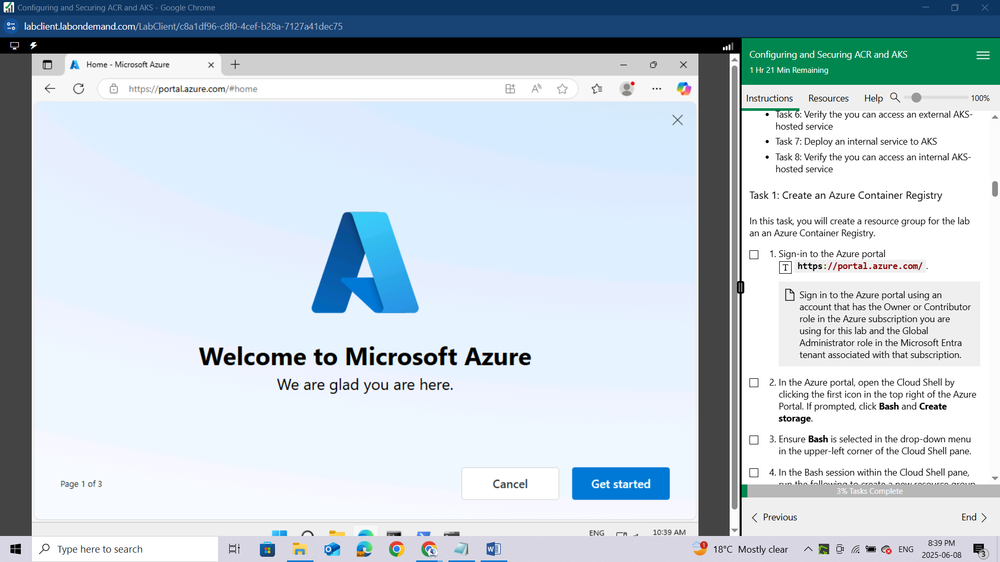 Configuring and Securing ACR and AKS - Google Chrome
labclient.labondemand.com/LabClient/c8a1df96-c8f0-4cef-b28a-7127a41dec75
Home - Microsoft Azure
https://portal.azure.com/#home
Welcome to Microsoft Azure
We are glad you are here.
Page 1 of 3
Cancel
Get started
ENG
10:39 AM
Configuring and Securing ACR and AKS
1 Hr 21 Min Remaining
Instructions
Resources
Help
100%
• Task 6: Verify the you can access an external AKS-
hosted service
• Task 7: Deploy an internal service to AKS
• Task 8: Verify the you can access an internal AKS-
hosted service
Task 1: Create an Azure Container Registry
In this task, you will create a resource group for the lab
an an Azure Container Registry.
1. Sign-in to the Azure portal
T https://portal.azure.com/ .
Sign in to the Azure portal using an
account that has the Owner or Contributor
role in the Azure subscription you are
using for this lab and the Global
Administrator role in the Microsoft Entra
tenant associated with that subscription.
2. In the Azure portal, open the Cloud Shell by
clicking the first icon in the top right of the Azure
Portal. If prompted, click Bash and Create
storage.
3. Ensure Bash is selected in the drop-down menu
in the upper-left corner of the Cloud Shell pane.
4. In the Bash session within the Cloud Shell pane,
run the following to create a new resource group
3% Tasks Complete
Previous
End
Type here to search
1
18°C Mostly clear
ENG
8:39 PM
2025-06-08
3